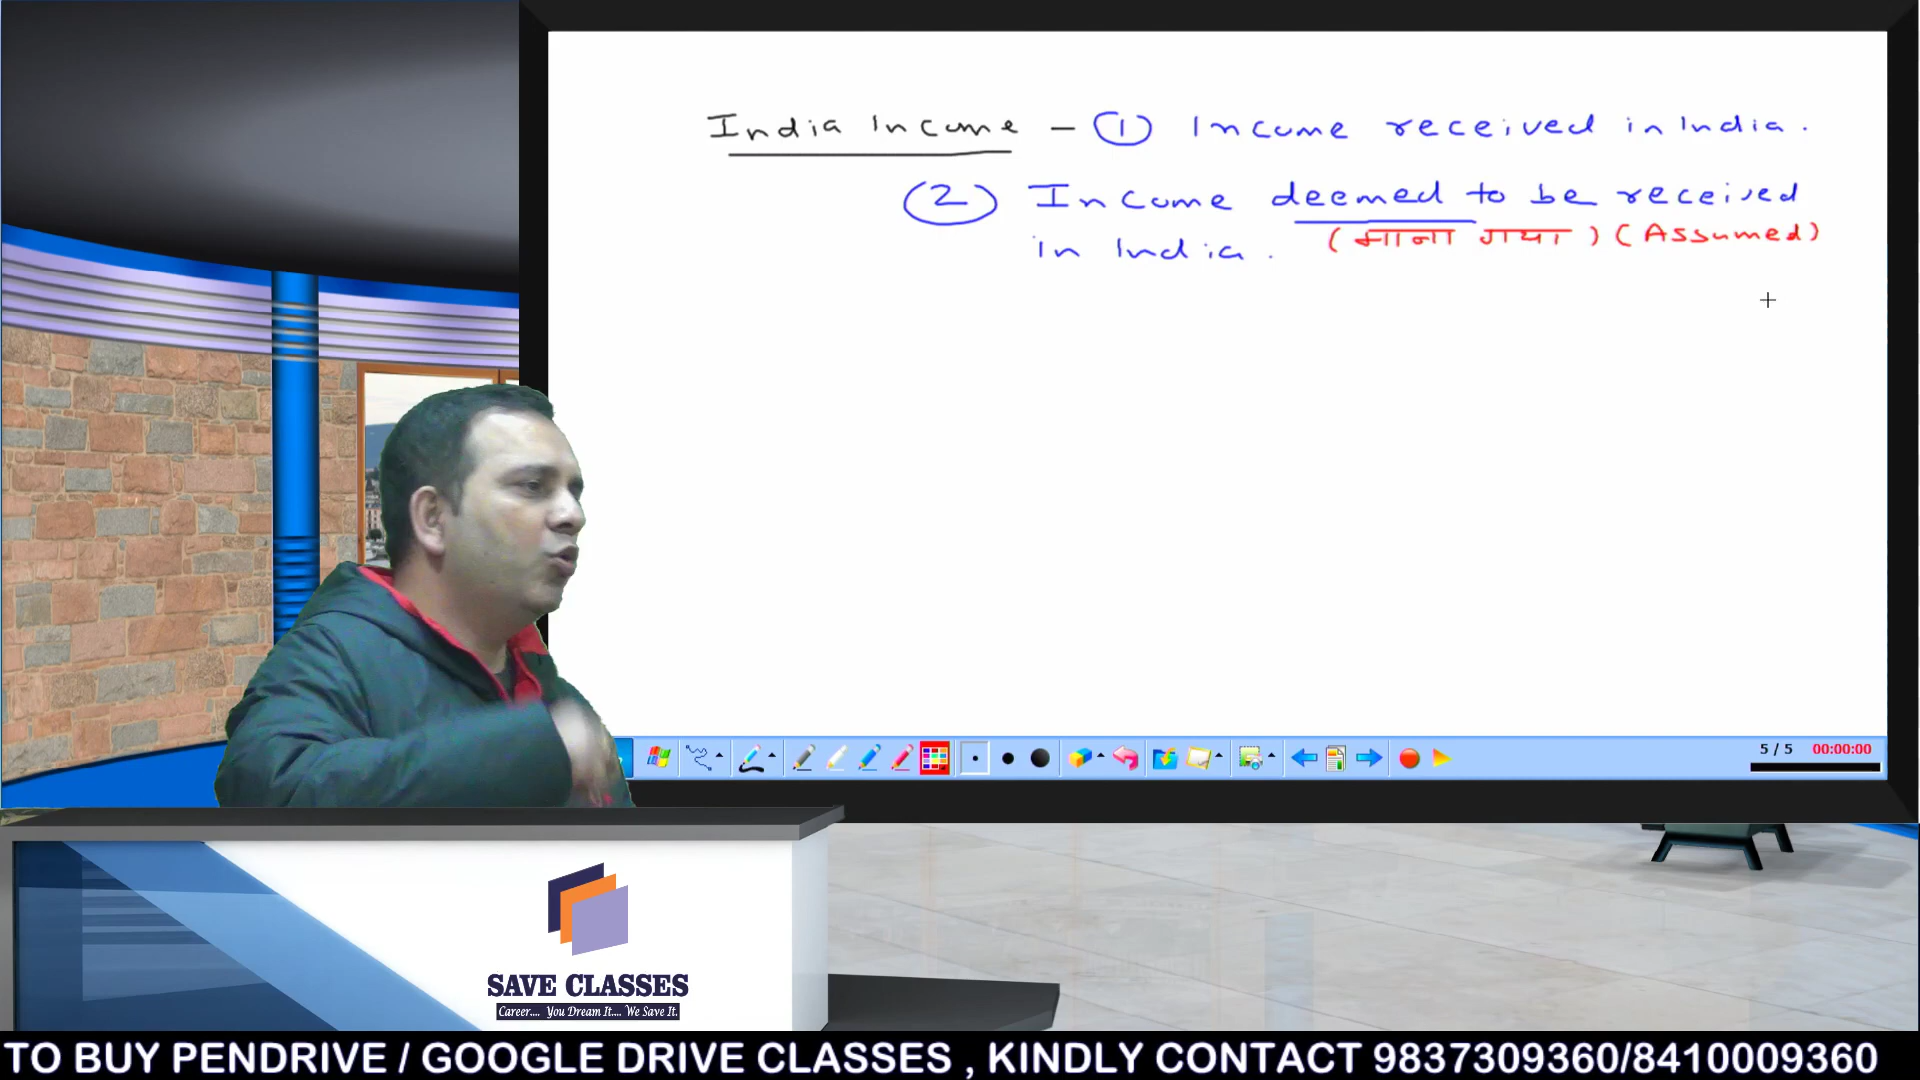 India Income - (1) Income received in India.
(2) Income deemed to be received
in India. (माना गया) (Assumed)
5 / 5 00:00:00
SAVE CLASSES
Career.... You Dream It.... We Save It.
TO BUY PENDRIVE / GOOGLE DRIVE CLASSES , KINDLY CONTACT 9837309360/8410009360